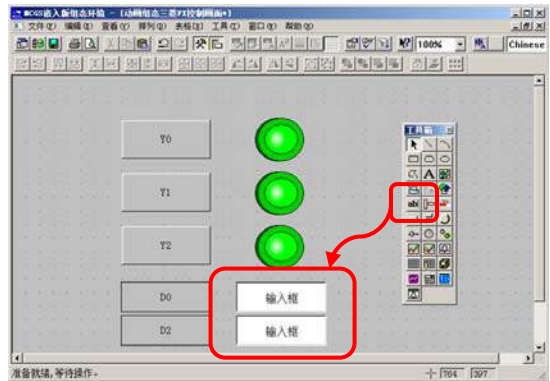 MCGS嵌入版组态环境 - [动画组态三菱FX控制画面*]
文件(F) 编辑(E) 查看(V) 排列(D) 表格(I) 工具(T) 窗口(W) 帮助(H)
100%
Chinese
工具箱
Y0
A
abl
Y1
Y2
D0 输入框
D2 输入框
准备就绪,等待操作。
764 397